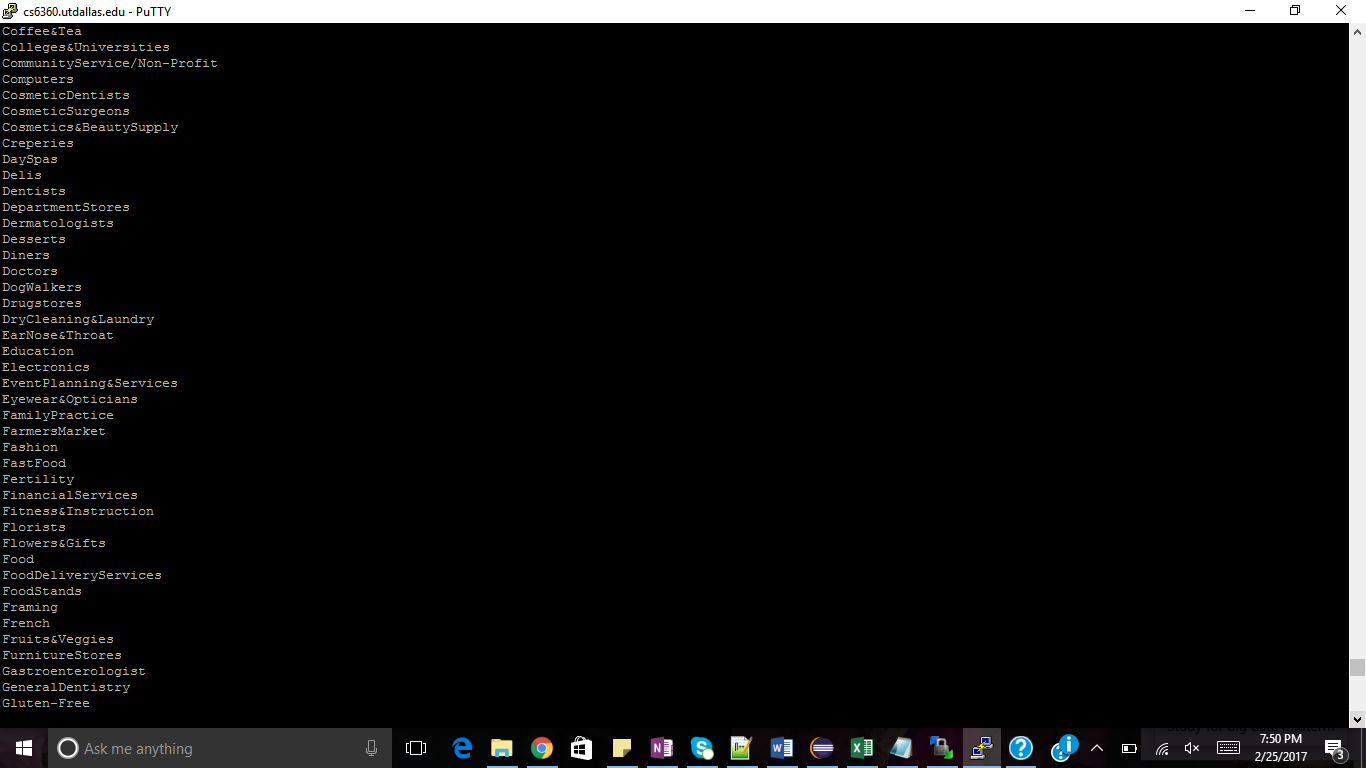 cs6360.utdallas.edu - PuTTY
Coffee&Tea
Colleges&Universities
CommunityService/Non-Profit
Computers
CosmeticDentists
CosmeticSurgeons
Cosmetics&BeautySupply
Creperies
DaySpas
Delis
Dentists
DepartmentStores
Dermatologists
Desserts
Diners
Doctors
DogWalkers
Drugstores
DryCleaning&Laundry
EarNose&Throat
Education
Electronics
EventPlanning&Services
Eyewear&Opticians
FamilyPractice
FarmersMarket
Fashion
FastFood
Fertility
FinancialServices
Fitness&Instruction
Florists
Flowers&Gifts
Food
FoodDeliveryServices
FoodStands
Framing
French
Fruits&Veggies
FurnitureStores
Gastroenterologist
GeneralDentistry
Gluten-Free
Ask me anything
7:50 PM
2/25/2017
3